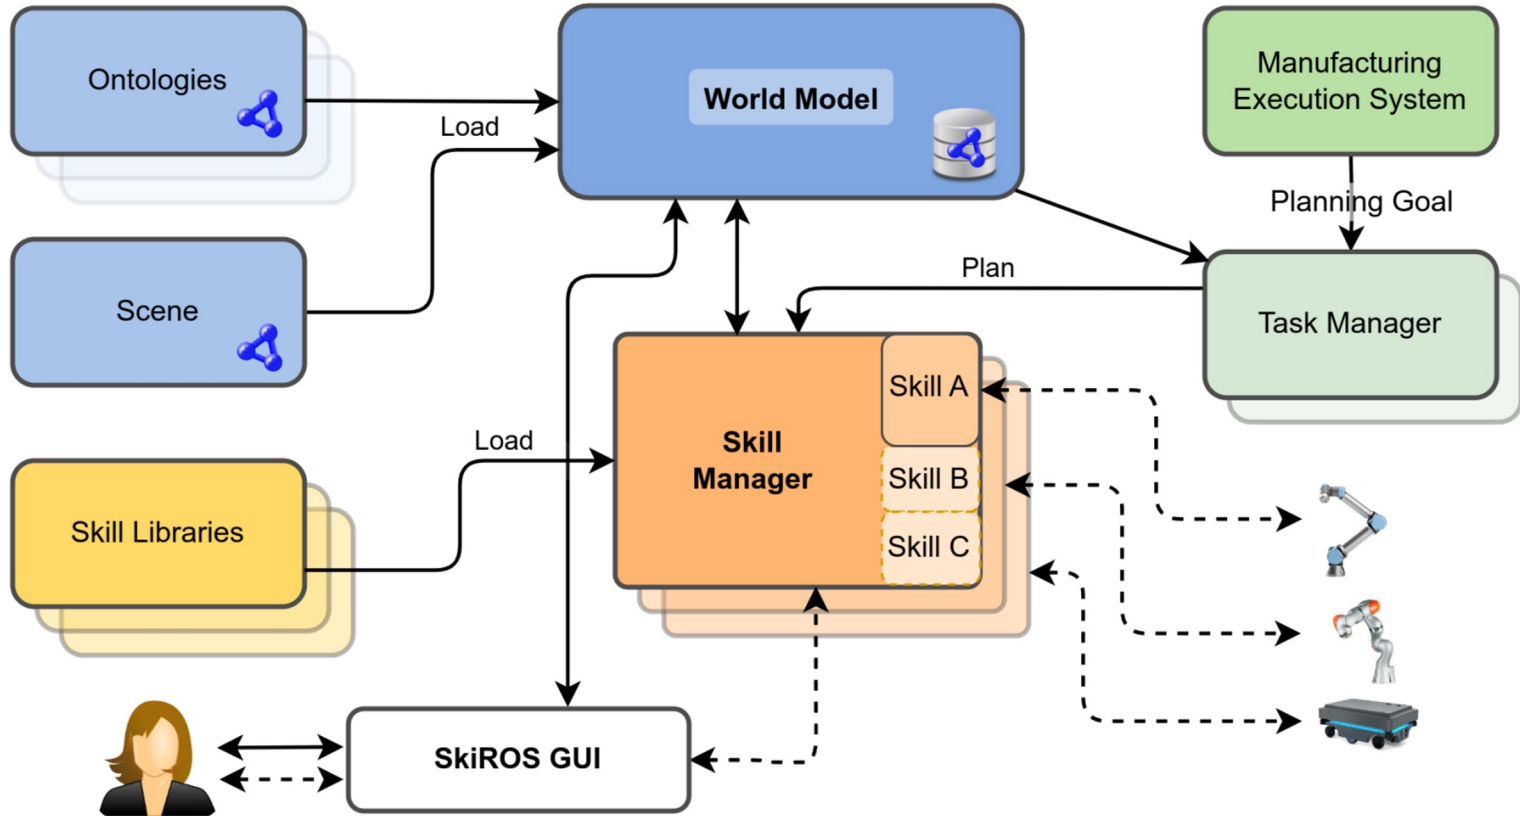 Ontologies
World Model
Manufacturing
Execution System
Load
Planning Goal
Scene
Plan
Task Manager
Skill A
Load
Skill
Manager
Skill B
Skill Libraries
Skill C
SkiROS GUI